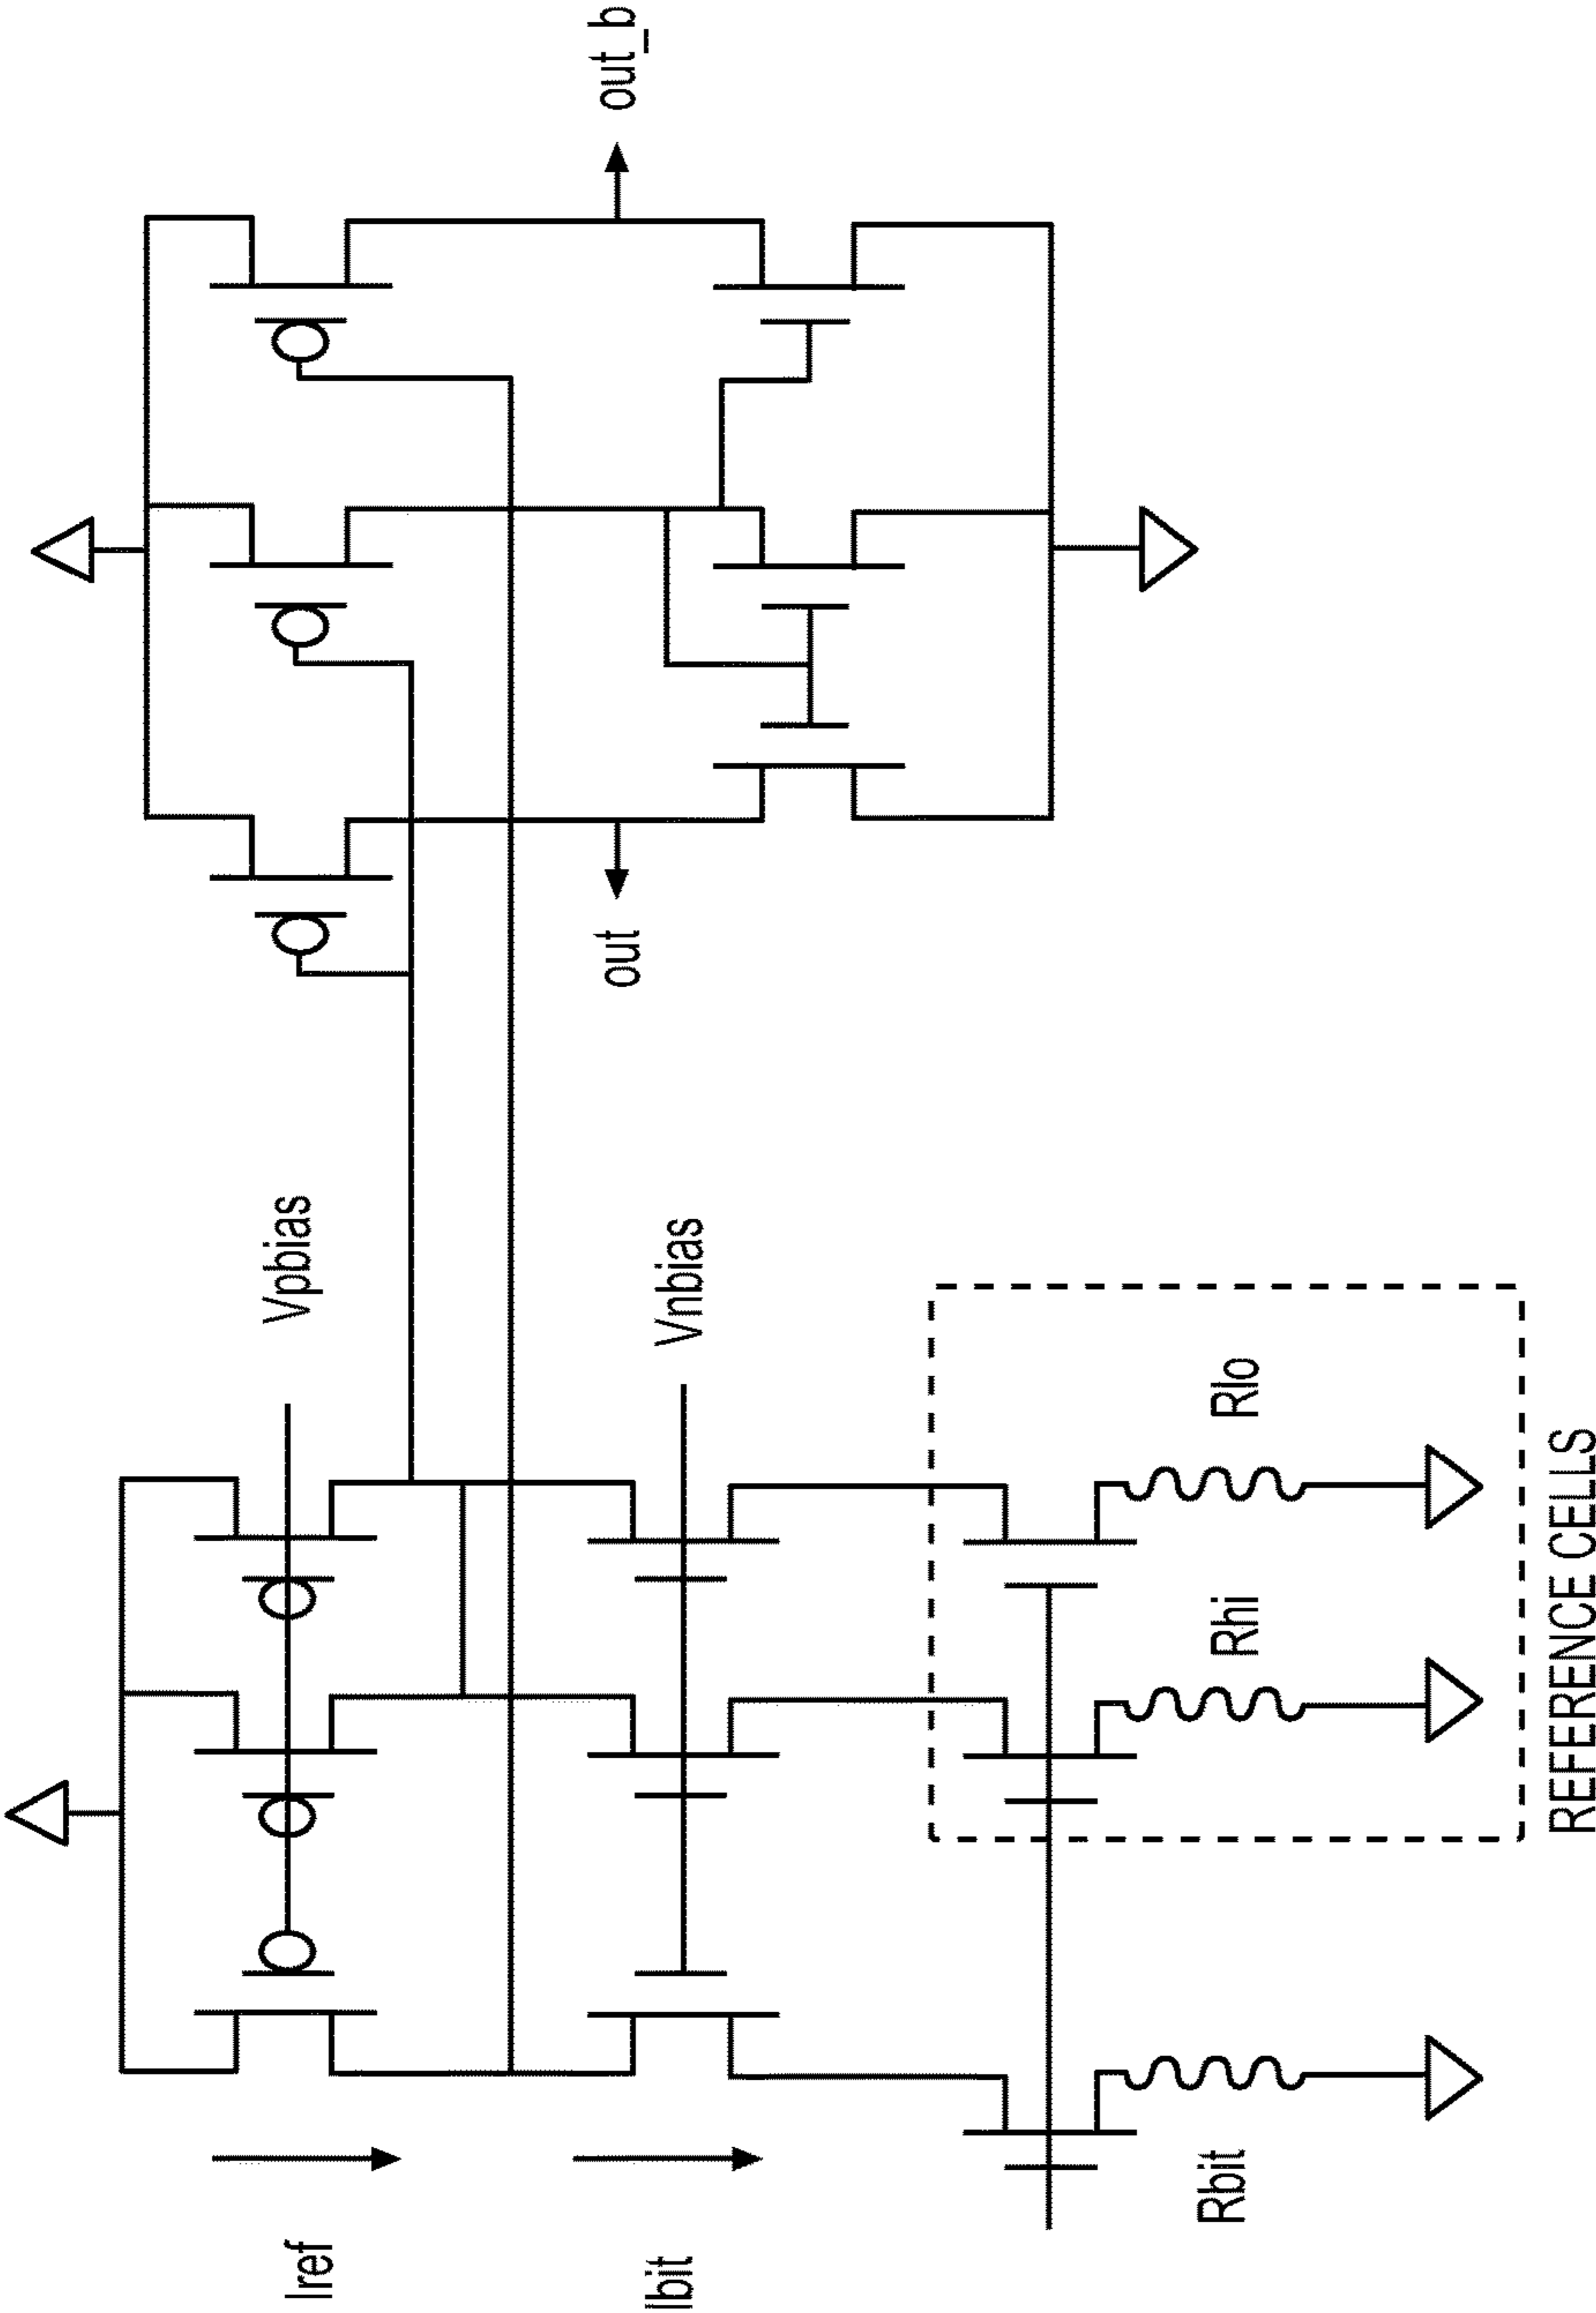 out_b
out
Vpbias
Vnbias
Iref
Ibit
Rbit
Rhi
Rlo
REFERENCE CELLS